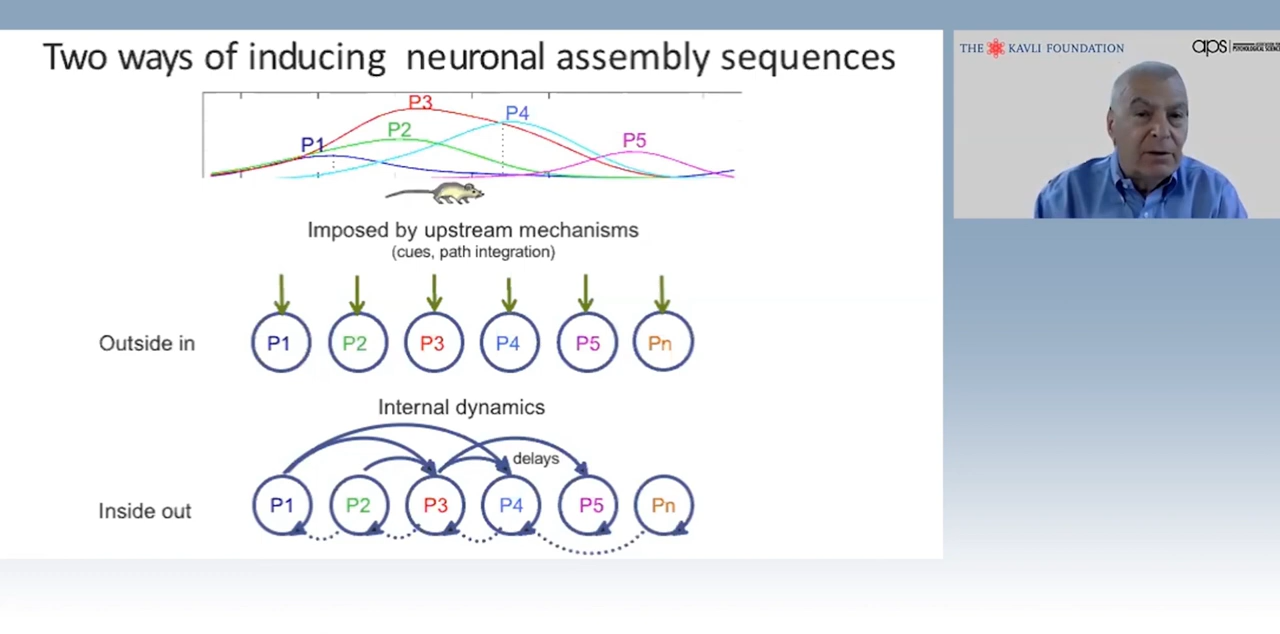 Two ways of inducing neuronal assembly sequences
THE KAVLI FOUNDATION
aps
P3
P4
P2
P1
P5
Imposed by upstream mechanisms
(cues, path integration)
Outside in
P1 P2 P3 P4 P5 Pn
Internal dynamics
delays
Inside out
P1 P2 P3 P4 P5 Pn